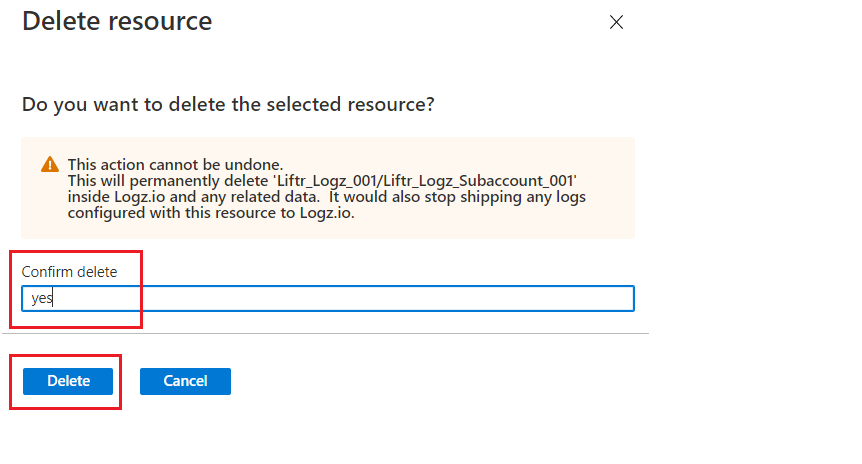 Delete resource
Do you want to delete the selected resource?
This action cannot be undone.
This will permanently delete 'Liftr_Logz_001/Liftr_Logz_Subaccount_001'
inside Logz.io and any related data.  It would also stop shipping any logs
configured with this resource to Logz.io.
Confirm delete
yes
Delete
Cancel